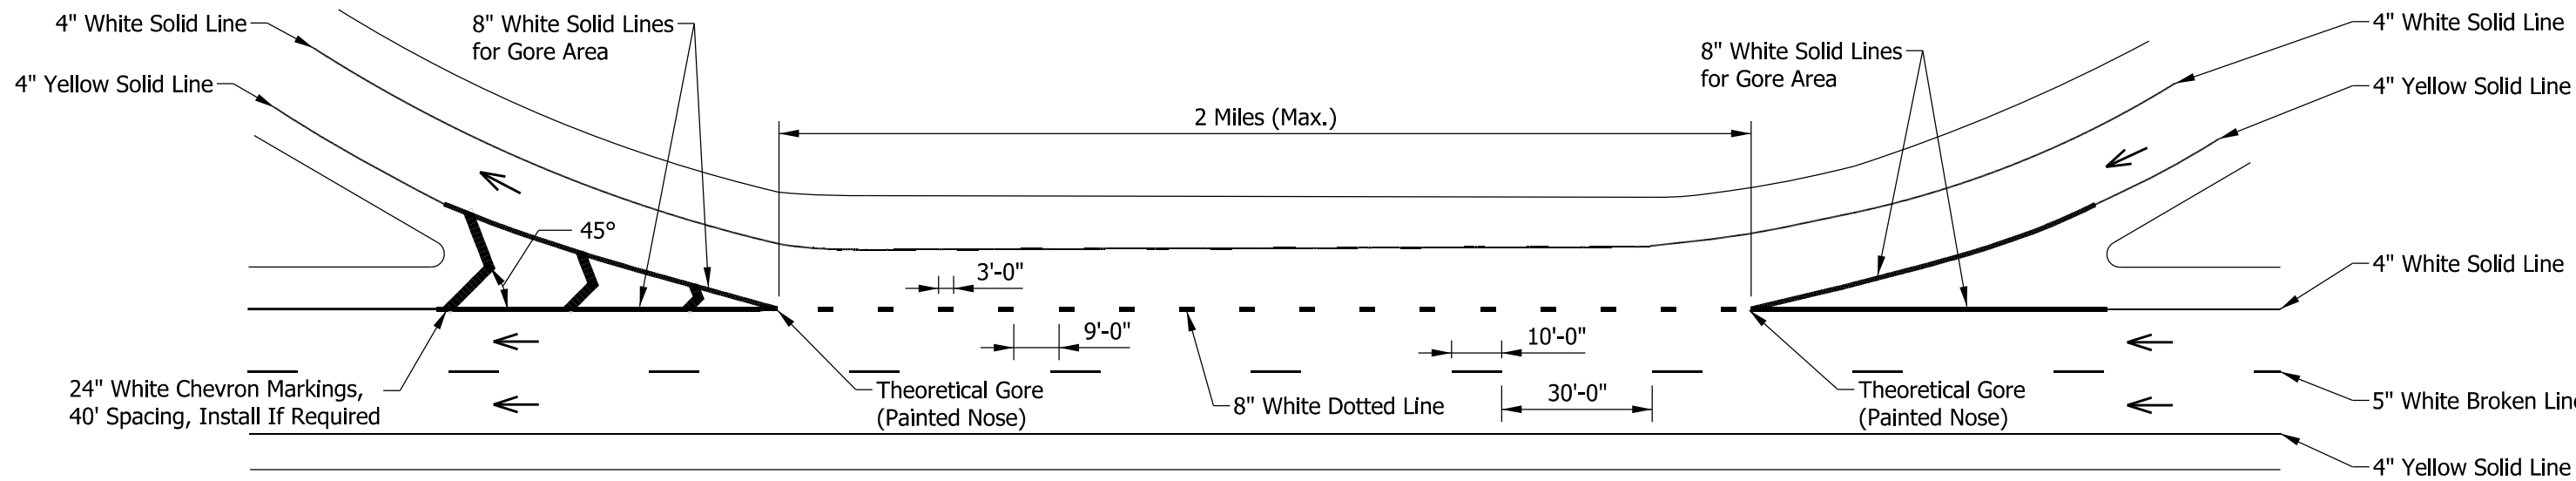 4" White Solid Line
4" Yellow Solid Line
8" White Solid Lines
for Gore Area
2 Miles (Max.)
8" White Solid Lines
for Gore Area
4" White Solid Line
4" Yellow Solid Line
45°
3'-0"
9'-0"
10'-0"
30'-0"
4" White Solid Line
24" White Chevron Markings,
40' Spacing, Install If Required
Theoretical Gore
(Painted Nose)
8" White Dotted Line
Theoretical Gore
(Painted Nose)
5" White Broken Lin
4" Yellow Solid Line